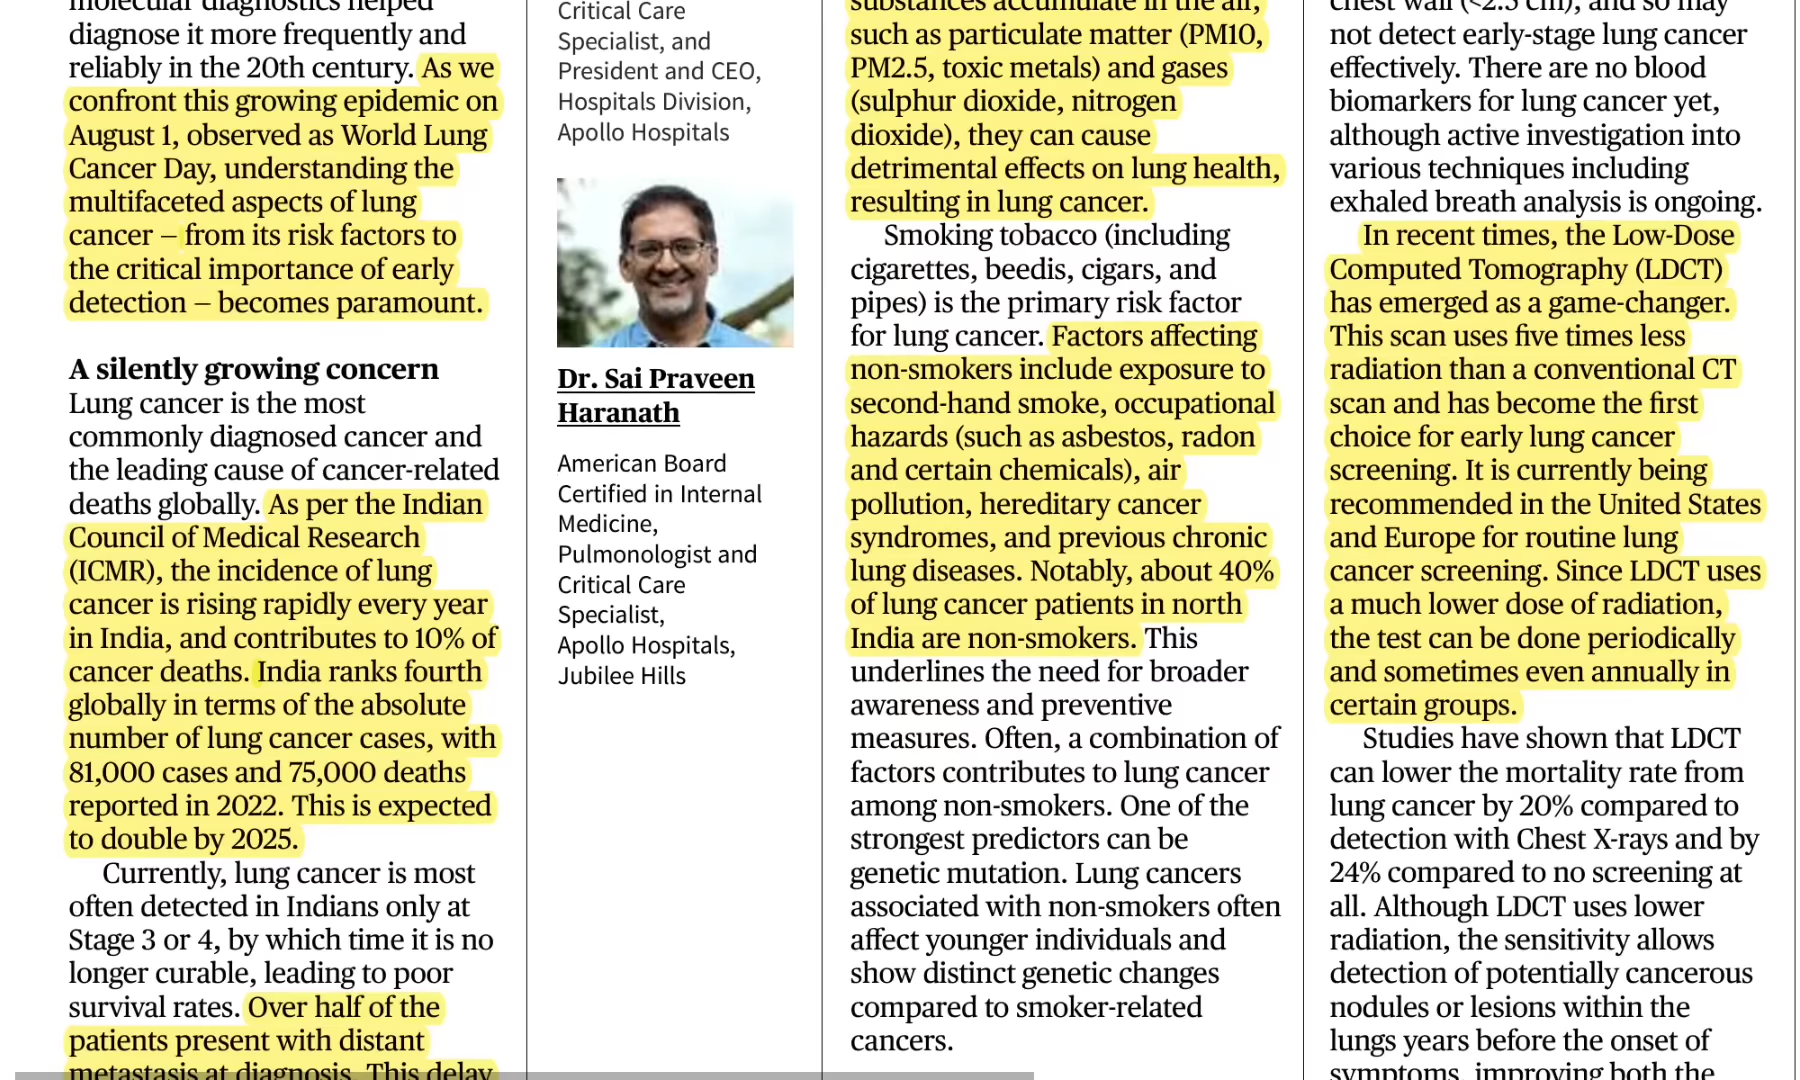 molecular diagnostics helped
diagnose it more frequently and
reliably in the 20th century. As we
confront this growing epidemic on
August 1, observed as World Lung
Cancer Day, understanding the
multifaceted aspects of lung
cancer – from its risk factors to
the critical importance of early
detection – becomes paramount.
A silently growing concern
Lung cancer is the most
commonly diagnosed cancer and
the leading cause of cancer-related
deaths globally. As per the Indian
Council of Medical Research
(ICMR), the incidence of lung
cancer is rising rapidly every year
in India, and contributes to 10% of
cancer deaths. India ranks fourth
globally in terms of the absolute
number of lung cancer cases, with
81,000 cases and 75,000 deaths
reported in 2022. This is expected
to double by 2025.
Currently, lung cancer is most
often detected in Indians only at
Stage 3 or 4, by which time it is no
longer curable, leading to poor
survival rates. Over half of the
patients present with distant
metastasis at diagnosis. This delay
Critical Care
Specialist, and
President and CEO,
Hospitals Division,
Apollo Hospitals
Dr. Sai Praveen
Haranath
American Board
Certified in Internal
Medicine,
Pulmonologist and
Critical Care
Specialist,
Apollo Hospitals,
Jubilee Hills
substances accumulate in the air,
such as particulate matter (PM10,
PM2.5, toxic metals) and gases
(sulphur dioxide, nitrogen
dioxide), they can cause
detrimental effects on lung health,
resulting in lung cancer.
Smoking tobacco (including
cigarettes, beedis, cigars, and
pipes) is the primary risk factor
for lung cancer. Factors affecting
non-smokers include exposure to
second-hand smoke, occupational
hazards (such as asbestos, radon
and certain chemicals), air
pollution, hereditary cancer
syndromes, and previous chronic
lung diseases. Notably, about 40%
of lung cancer patients in north
India are non-smokers. This
underlines the need for broader
awareness and preventive
measures. Often, a combination of
factors contributes to lung cancer
among non-smokers. One of the
strongest predictors can be
genetic mutation. Lung cancers
associated with non-smokers often
affect younger individuals and
show distinct genetic changes
compared to smoker-related
cancers.
chest wall (<2.5 cm), and so may
not detect early-stage lung cancer
effectively. There are no blood
biomarkers for lung cancer yet,
although active investigation into
various techniques including
exhaled breath analysis is ongoing.
In recent times, the Low-Dose
Computed Tomography (LDCT)
has emerged as a game-changer.
This scan uses five times less
radiation than a conventional CT
scan and has become the first
choice for early lung cancer
screening. It is currently being
recommended in the United States
and Europe for routine lung
cancer screening. Since LDCT uses
a much lower dose of radiation,
the test can be done periodically
and sometimes even annually in
certain groups.
Studies have shown that LDCT
can lower the mortality rate from
lung cancer by 20% compared to
detection with Chest X-rays and by
24% compared to no screening at
all. Although LDCT uses lower
radiation, the sensitivity allows
detection of potentially cancerous
nodules or lesions within the
lungs years before the onset of
symptoms, improving both the